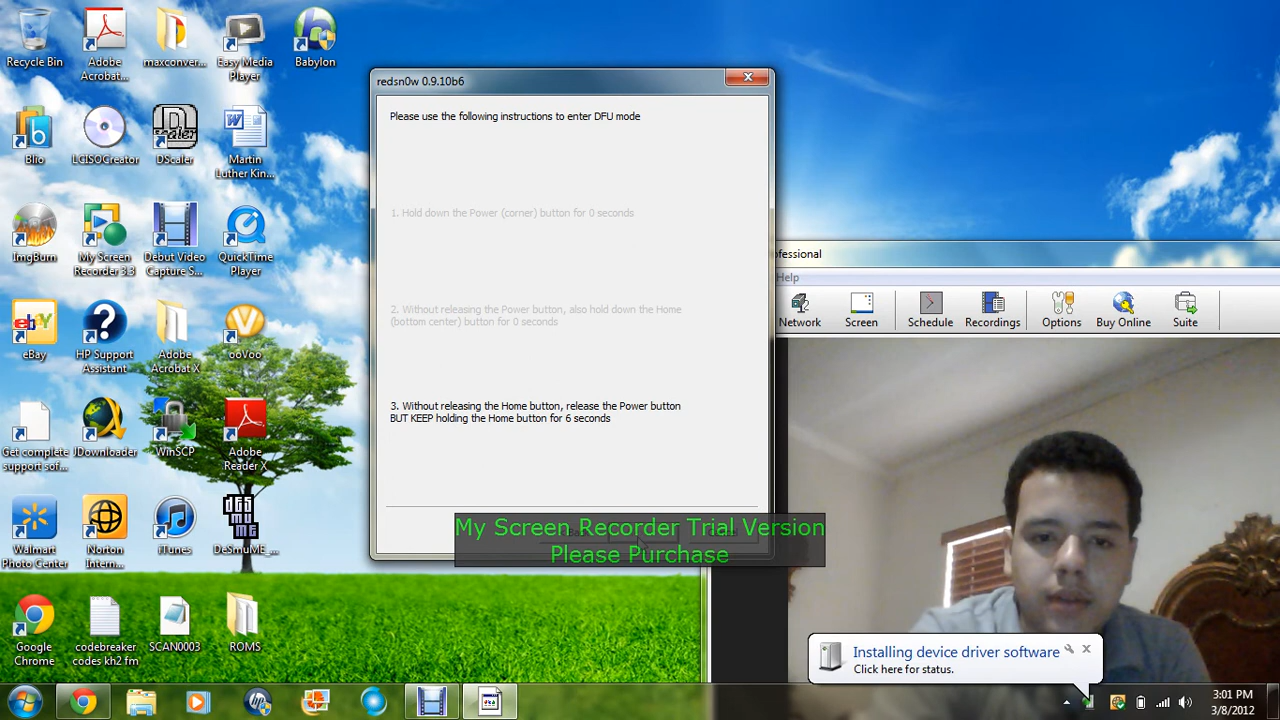 Recycle Bin
Adobe
Acrobat...
maxconver...
Easy Media
Player
Babylon
Blio
LGISOCreator
DScaler
Martin
Luther Kin...
ImgBurn
My Screen
Recorder 3.3
Debut Video
Capture S...
QuickTime
Player
eBay
HP Support
Assistant
Adobe
Acrobat X
ooVoo
Get complete
support sof...
JDownloader
WinSCP
Adobe
Reader X
Walmart
Photo Center
Norton
Intern...
iTunes
DeSmuME_...
Google
Chrome
codebreaker
codes kh2 fm
SCAN0003
ROMS
redsn0w 0.9.10b6
Please use the following instructions to enter DFU mode
1. Hold down the Power (corner) button for 0 seconds
2. Without releasing the Power button, also hold down the Home
(bottom center) button for 0 seconds
3. Without releasing the Home button, release the Power button
BUT KEEP holding the Home button for 6 seconds
My Screen Recorder Trial Version
Please Purchase
ofessional
Help
Network
Screen
Schedule
Recordings
Options
Buy Online
Suite
Installing device driver software
Click here for status.
3:01 PM
3/8/2012